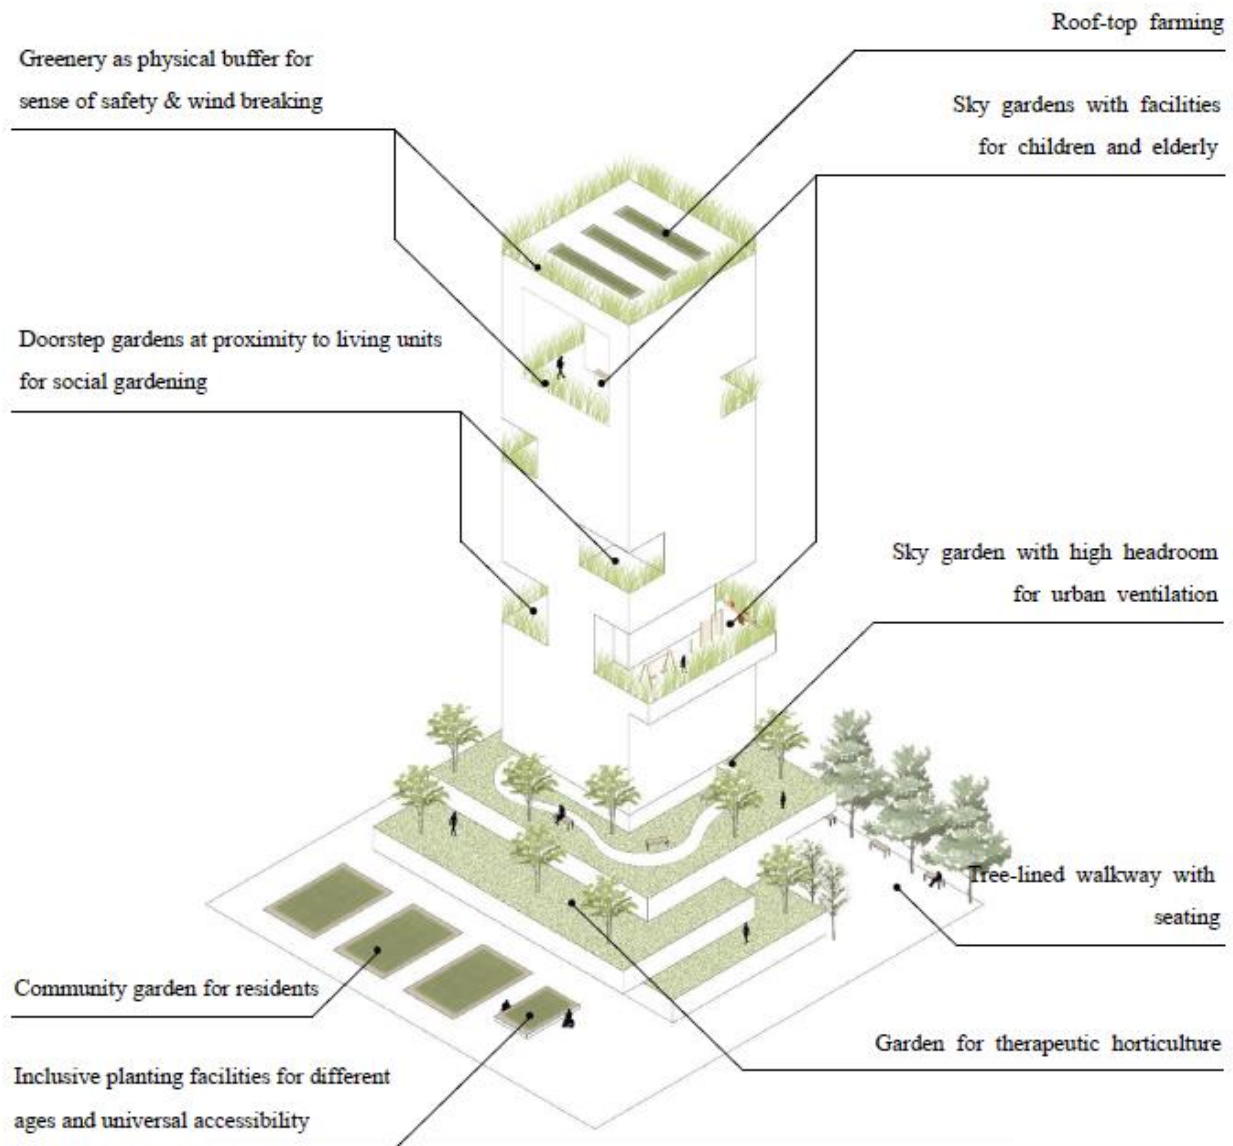 Roof-top farming
Greenery as physical buffer for
sense of safety & wind breaking
Sky gardens with facilities
for children and elderly
Doorstep gardens at proximity to living units
for social gardening
Sky garden with high headroom
for urban ventilation
Tree-lined walkway with
seating
Community garden for residents
Garden for therapeutic horticulture
Inclusive planting facilities for different
ages and universal accessibility